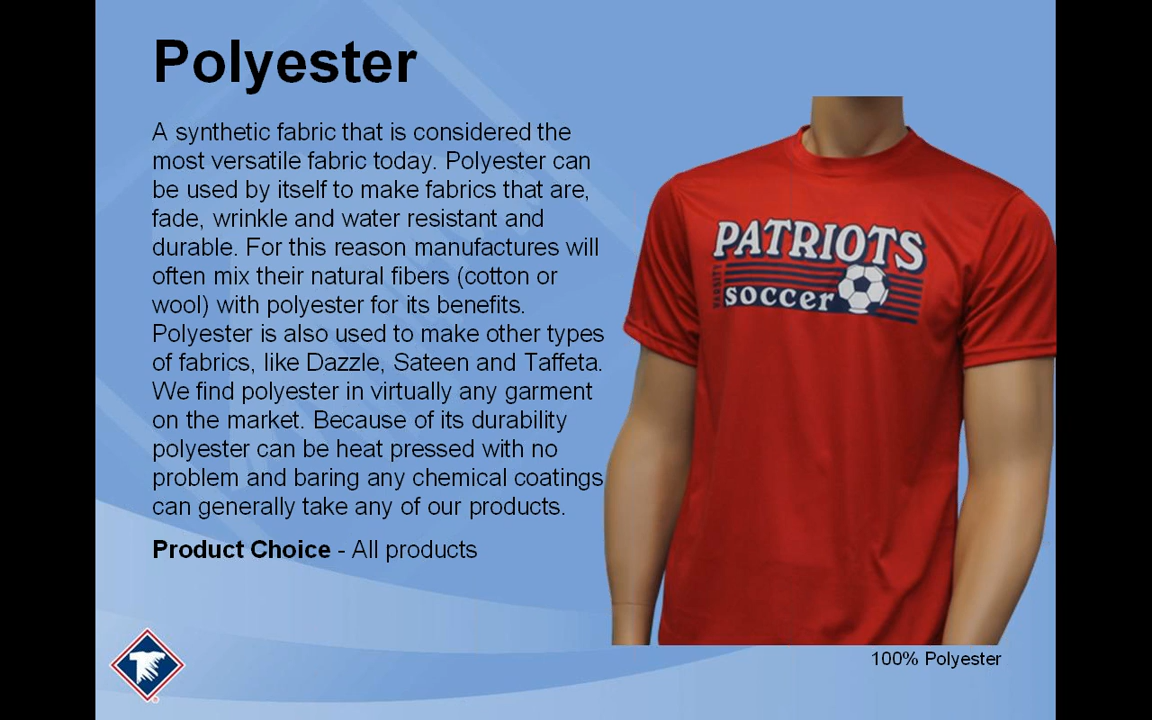 Polyester
A synthetic fabric that is considered the
most versatile fabric today. Polyester can
be used by itself to make fabrics that are,
fade, wrinkle and water resistant and
durable. For this reason manufactures will
often mix their natural fibers (cotton or
wool) with polyester for its benefits.
Polyester is also used to make other types
of fabrics, like Dazzle, Sateen and Taffeta.
We find polyester in virtually any garment
on the market. Because of its durability
polyester can be heat pressed with no
problem and baring any chemical coatings
can generally take any of our products.
Product Choice - All products
PATRIOTS
VARSITY
soccer
100% Polyester